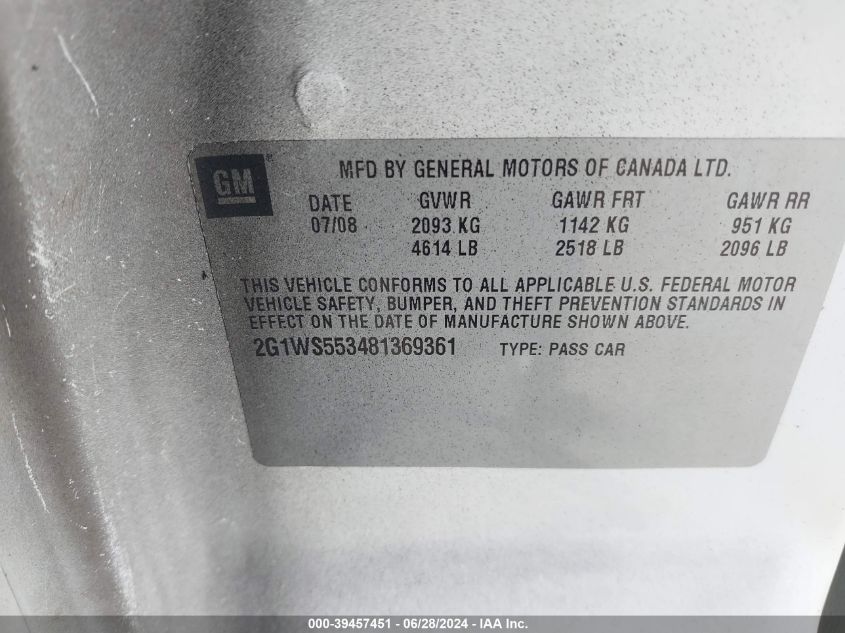 GM
®
MFD BY GENERAL MOTORS OF CANADA LTD.
DATE GVWR GAWR FRT GAWR RR
07/08 2093 KG 1142 KG 951 KG
4614 LB 2518 LB 2096 LB
THIS VEHICLE CONFORMS TO ALL APPLICABLE U.S. FEDERAL MOTOR
VEHICLE SAFETY, BUMPER, AND THEFT PREVENTION STANDARDS IN
EFFECT ON THE DATE OF MANUFACTURE SHOWN ABOVE.
2G1WS553481369361 TYPE: PASS CAR
000-39457451 - 06/28/2024 - IAA Inc.